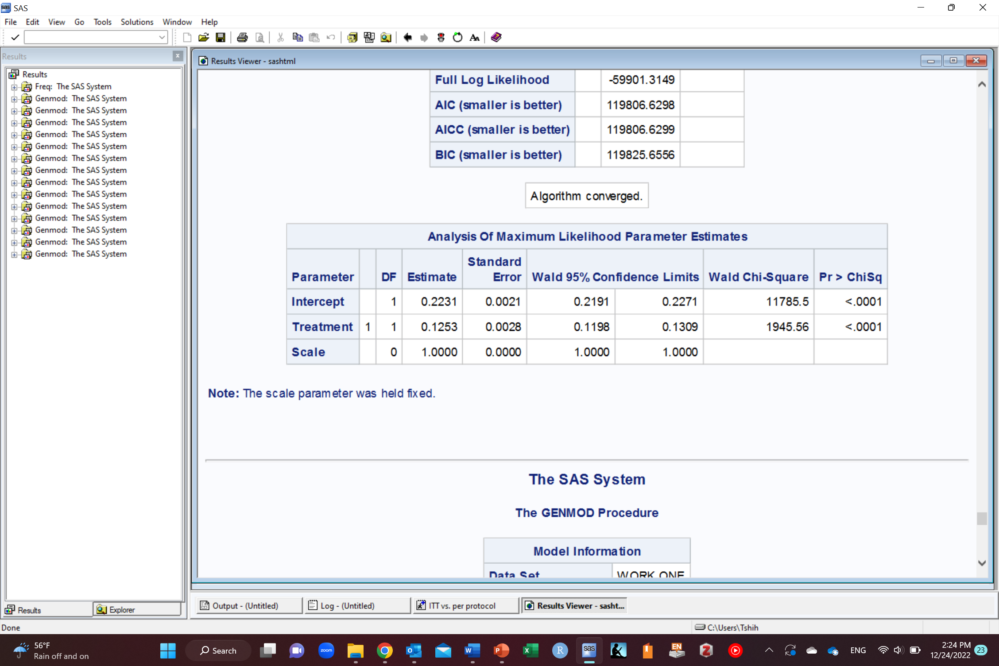 SAS
File Edit View Go Tools Solutions Window Help
Results
Results Viewer - sashtml
Results
Freq: The SAS System
Genmod: The SAS System
Genmod: The SAS System
Genmod: The SAS System
Genmod: The SAS System
Genmod: The SAS System
Genmod: The SAS System
Genmod: The SAS System
Genmod: The SAS System
Genmod: The SAS System
Genmod: The SAS System
Genmod: The SAS System
Genmod: The SAS System
Genmod: The SAS System
Genmod: The SAS System
Full Log Likelihood -59901.3149
AIC (smaller is better) 119806.6298
AICC (smaller is better) 119806.6299
BIC (smaller is better) 119825.6556
Algorithm converged.
Analysis Of Maximum Likelihood Parameter Estimates
Parameter DF Estimate Standard Error Wald 95% Confidence Limits Wald Chi-Square Pr > ChiSq
Intercept 1 0.2231 0.0021 0.2191 0.2271 11785.5 <.0001
Treatment 1 1 0.1253 0.0028 0.1198 0.1309 1945.56 <.0001
Scale 0 1.0000 0.0000 1.0000 1.0000
Note: The scale parameter was held fixed.
The SAS System
The GENMOD Procedure
Model Information
Data Set WORK.ONE
Results Explorer
Output - (Untitled) Log - (Untitled) ITT vs. per protocol Results Viewer - sasht...
Done C:\Users\Tshih
56°F
Rain off and on
Search
zoom
sas
EN
ENG
2:24 PM
12/24/2022
23